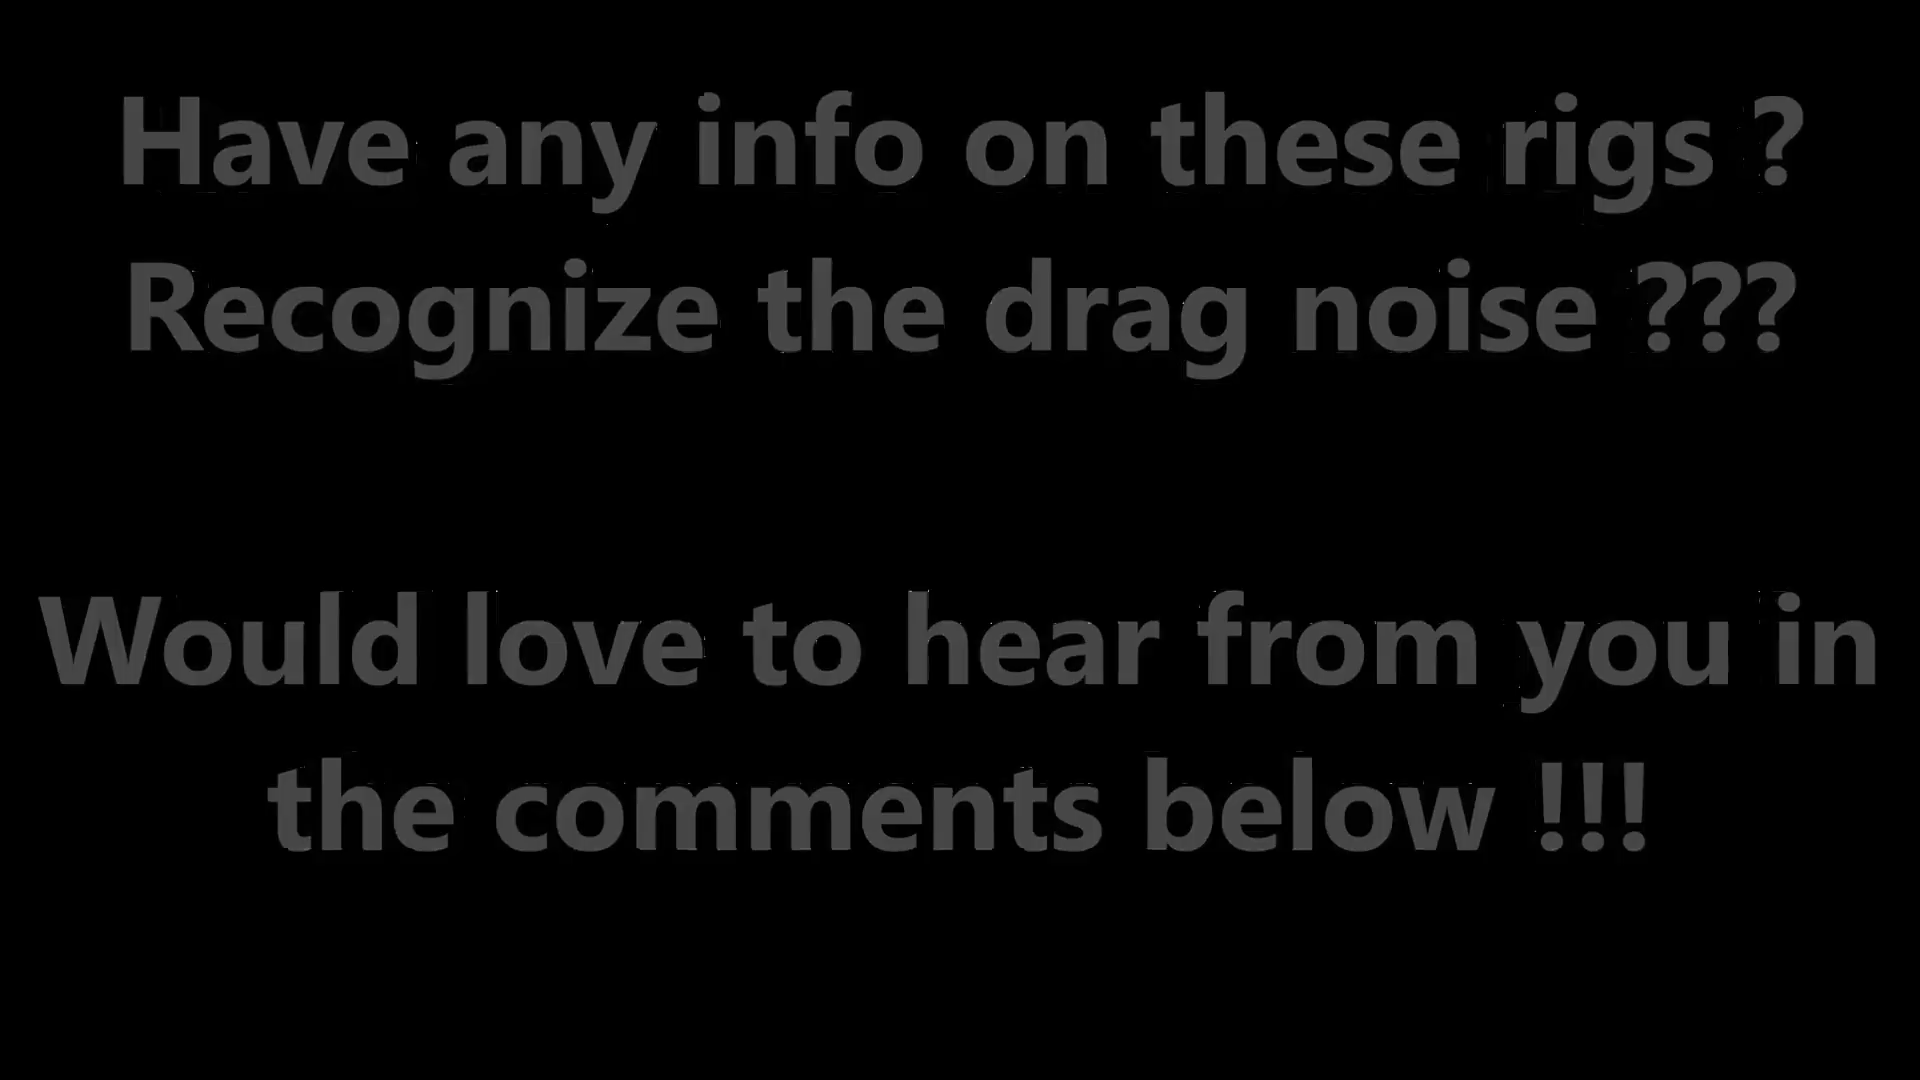 Have any info on these rigs ?
Recognize the drag noise ???
Would love to hear from you in
the comments below !!!